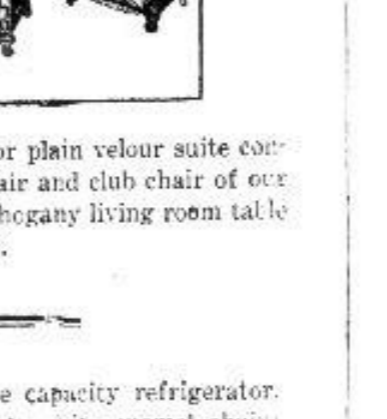 or plain velour suite con-
air and club chair of our
hogany living room table
.
e capacity refrigerator.